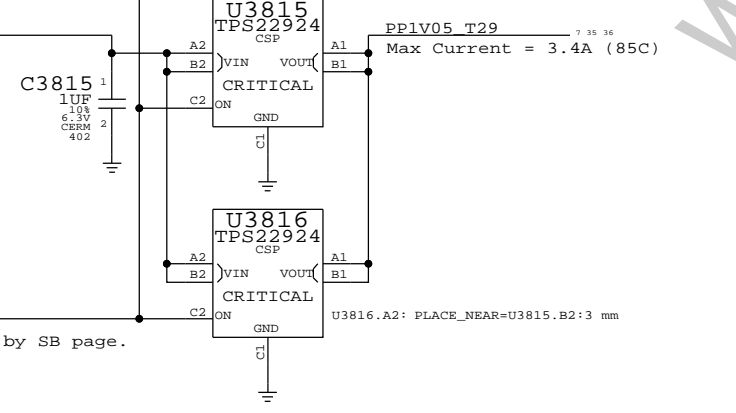 U3815
TPS22924
CSP
PP1V05_T29
7 35 36
Max Current = 3.4A (85C)
A2
A1
B2
VIN
VOUT
B1
C3815
1
CRITICAL
1UF
10%
6.3V
CERM
402
2
C2
ON
GND
C1
U3816
TPS22924
CSP
A2
A1
B2
VIN
VOUT
B1
CRITICAL
C2
ON
U3816.A2: PLACE_NEAR=U3815.B2:3 mm
GND
by SB page.
C1